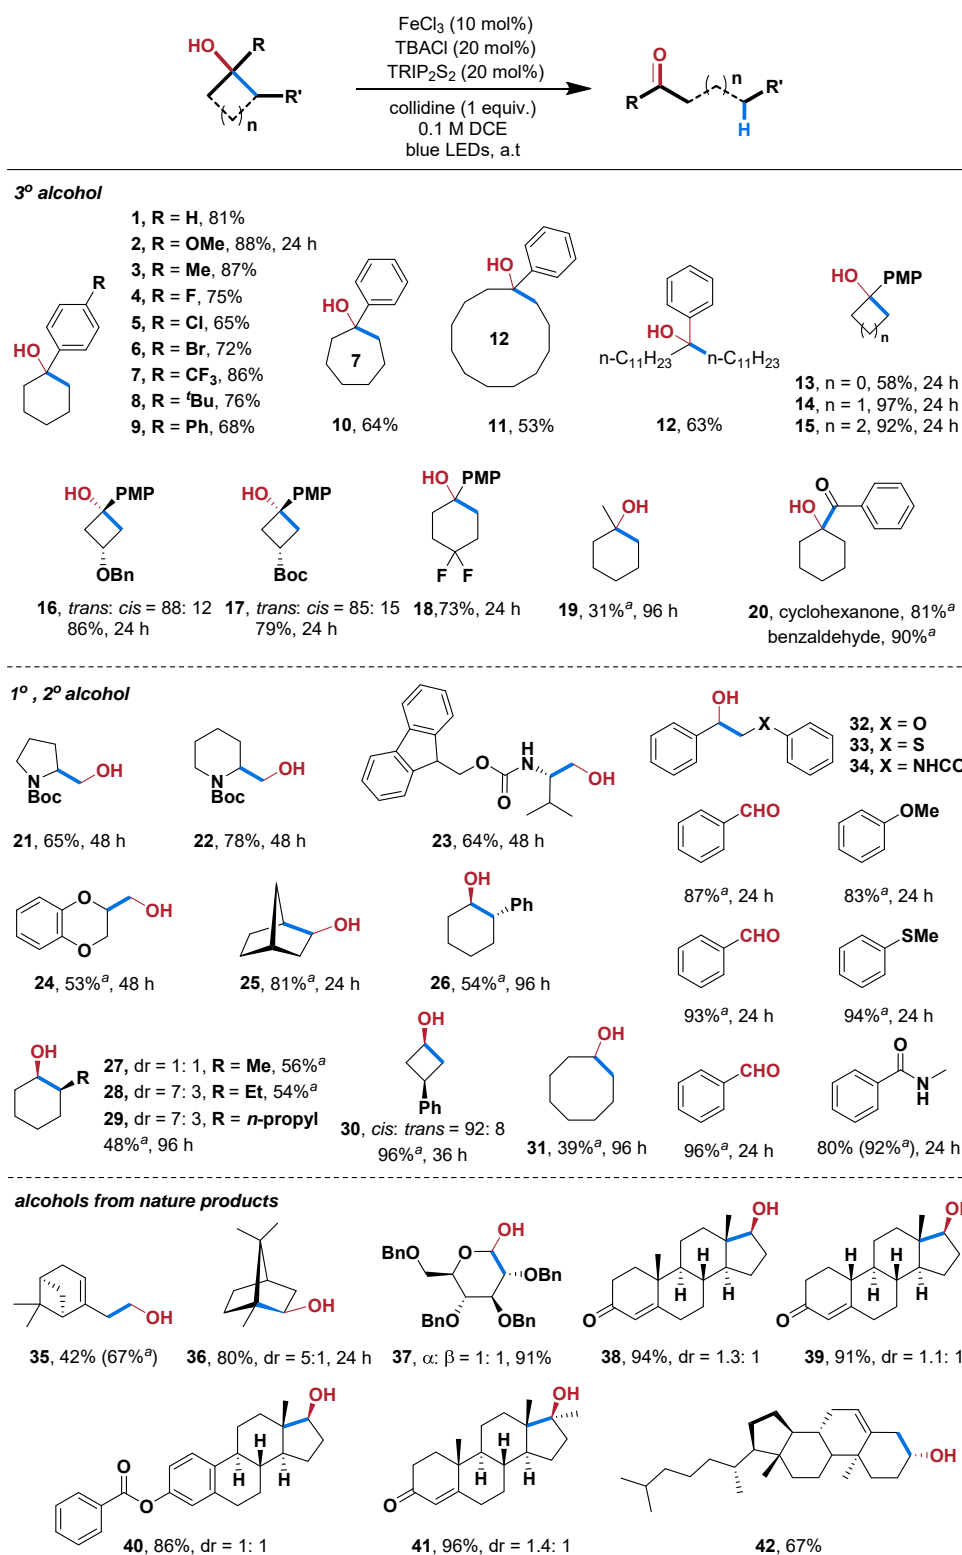 FeCl3 (10 mol%)
TBACl (20 mol%)
TRIP2S2 (20 mol%)
collidine (1 equiv.)
0.1 M DCE
blue LEDs, a.t
HO R R' n
O R n R' H
3o alcohol
1, R = H, 81%
2, R = OMe, 88%, 24 h
3, R = Me, 87%
4, R = F, 75%
5, R = Cl, 65%
6, R = Br, 72%
7, R = CF3, 86%
8, R = tBu, 76%
9, R = Ph, 68%
R
HO
HO
7
10, 64%
HO
12
11, 53%
HO
n-C11H23 n-C11H23
12, 63%
HO PMP
n
13, n = 0, 58%, 24 h
14, n = 1, 97%, 24 h
15, n = 2, 92%, 24 h
HO PMP
OBn
16, trans: cis = 88: 12
86%, 24 h
HO PMP
Boc
17, trans: cis = 85: 15
79%, 24 h
HO PMP
F F
18,73%, 24 h
OH
19, 31%a, 96 h
O
HO
20, cyclohexanone, 81%a
benzaldehyde, 90%a
1o , 2o alcohol
N OH
Boc
21, 65%, 48 h
N OH
Boc
22, 78%, 48 h
O H N OH
O
23, 64%, 48 h
OH
X
32, X = O
33, X = S
34, X = NHCO
CHO
87%a, 24 h
OMe
83%a, 24 h
O OH
O
24, 53%a, 48 h
OH
25, 81%a, 24 h
OH
Ph
26, 54%a, 96 h
CHO
93%a, 24 h
SMe
94%a, 24 h
OH
R
27, dr = 1: 1, R = Me, 56%a
28, dr = 7: 3, R = Et, 54%a
29, dr = 7: 3, R = n-propyl
48%a, 96 h
OH
Ph
30, cis: trans = 92: 8
96%a, 36 h
OH
31, 39%a, 96 h
CHO
96%a, 24 h
O
N
H
80% (92%a), 24 h
alcohols from nature products
OH
35, 42% (67%a)
OH
36, 80%, dr = 5:1, 24 h
OH
BnO O
OBn
OBn OBn
37, α: β = 1: 1, 91%
OH
H
H H
O
38, 94%, dr = 1.3: 1
OH
H H
H H
O
39, 91%, dr = 1.1: 1
OH
H
H H
O
O
40, 86%, dr = 1: 1
OH
H
H H
O
41, 96%, dr = 1.4: 1
OH
42, 67%